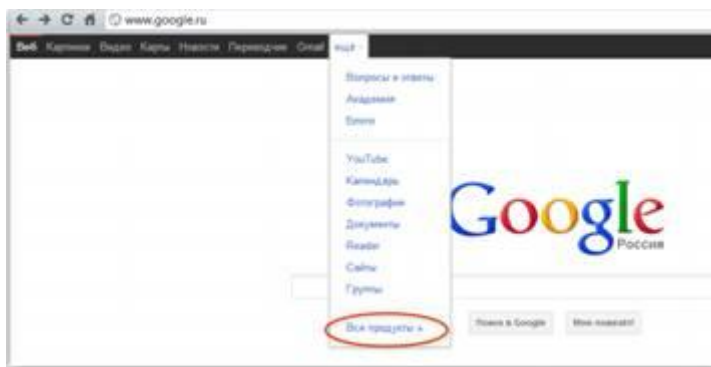 www.google.ru
Веб Картинки Видео Карты Новости Переводчик Gmail ещё
Вопросы и ответы
Академия
Блоги
YouTube
Календарь
Фотографии
Документы
Reader
Сайты
Группы
Все продукты »
Google
Россия
Поиск в Google Мне повезёт!